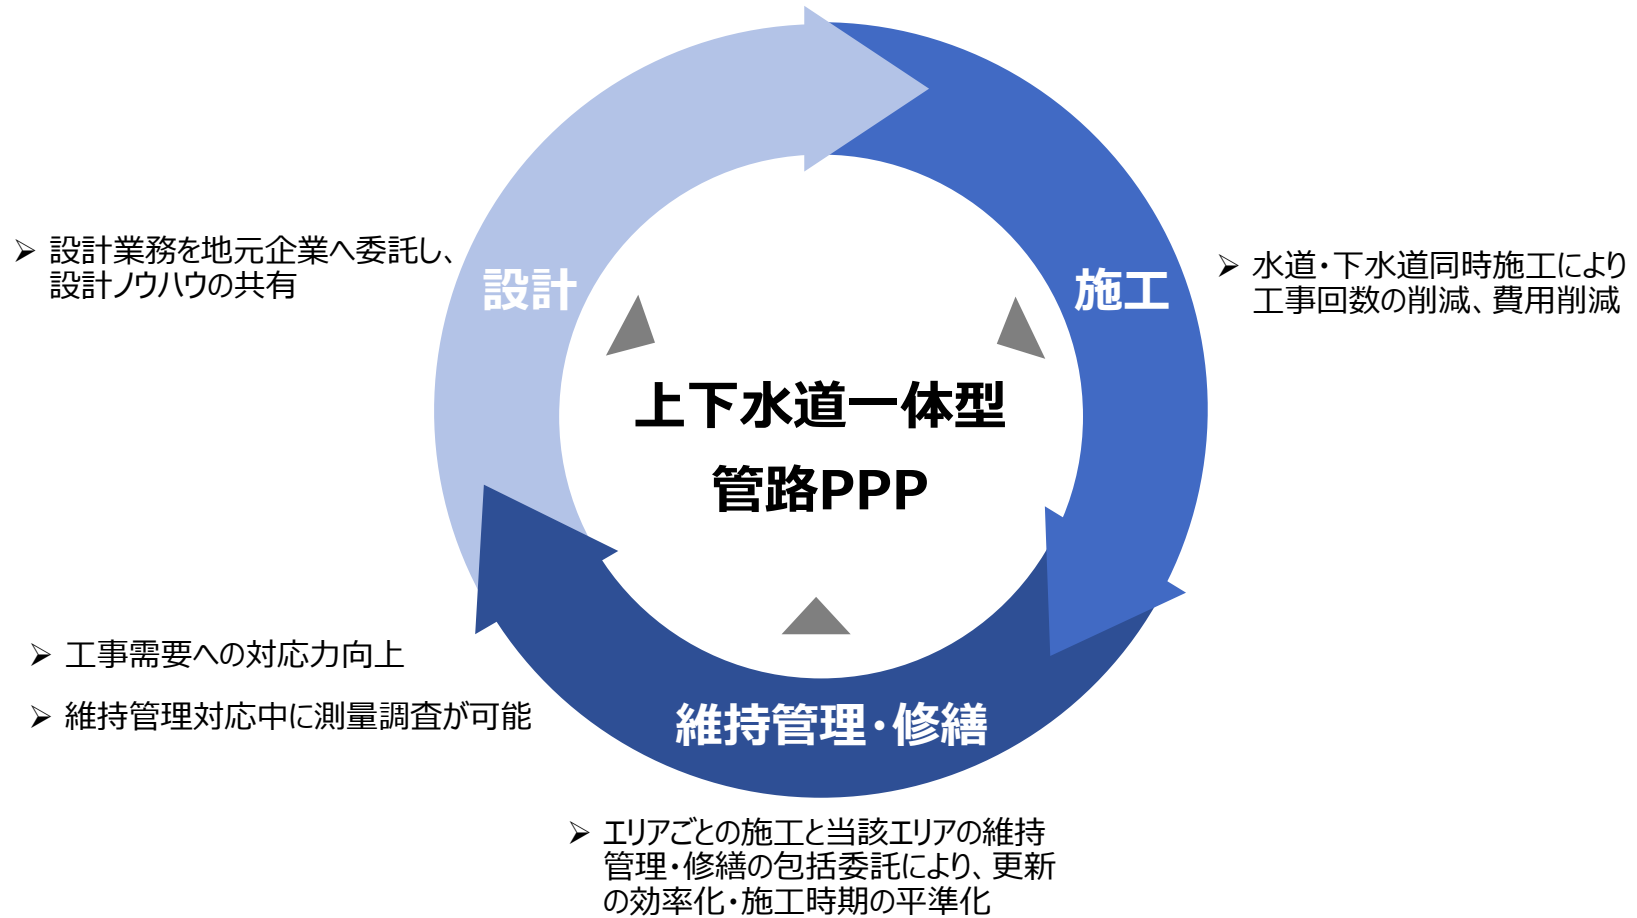 設計業務を地元企業へ委託し、
設計ノウハウの共有
設計
施工
水道・下水道同時施工により
工事回数の削減、費用削減
上下水道一体型
管路PPP
工事需要への対応力向上
維持管理対応中に測量調査が可能
維持管理・修繕
エリアごとの施工と当該エリアの維持
管理・修繕の包括委託により、更新
の効率化・施工時期の平準化